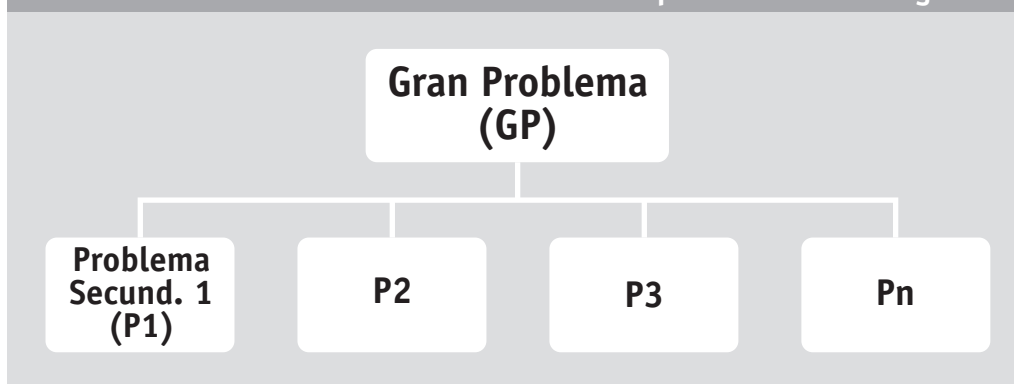 Gran Problema
(GP)
Problema
Secund. 1
(P1)
P2
P3
Pn